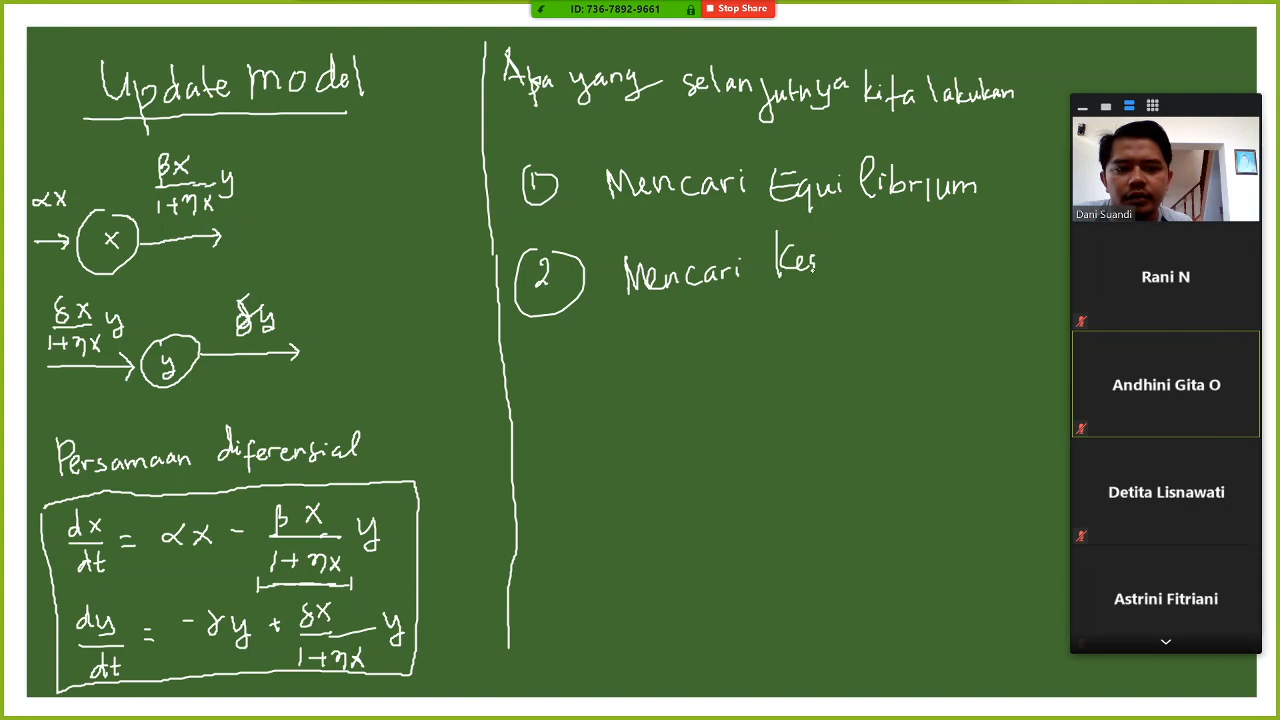 ID: 736-7892-9661 Stop Share
Update model
αx
βx
1+ηx y
x
δx
1+ηx y
y
γy
Persamaan diferensial
dx/dt = αx - βx/1+ηx y
dy/dt = -γy + δx/1+ηx y
Apa yang selanjutnya kita lakukan
1 Mencari Equilibrium
2 Mencari Kes
Dani Suandi
Rani N
Andhini Gita O
Detita Lisnawati
Astrini Fitriani